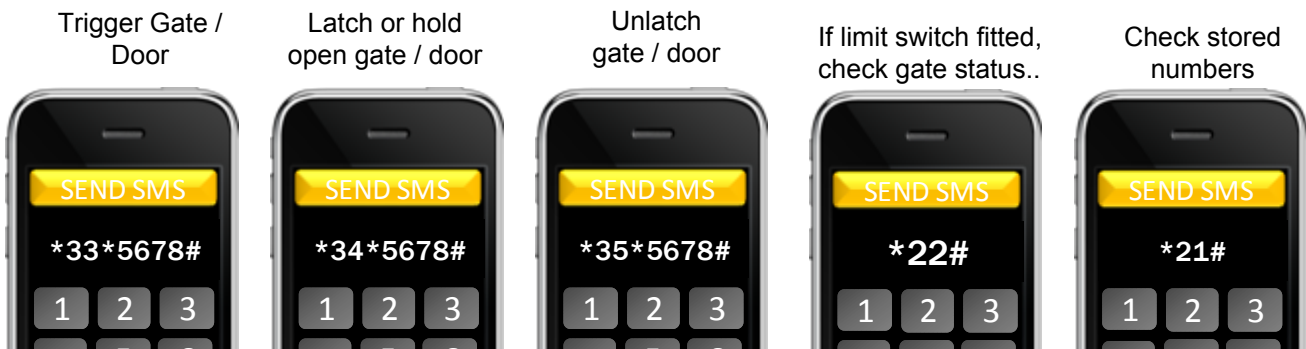 Trigger Gate /
Door
SEND SMS
*33*5678#
1 2 3
Latch or hold
open gate / door
SEND SMS
*34*5678#
1 2 3
Unlatch
gate / door
SEND SMS
*35*5678#
1 2 3
If limit switch fitted,
check gate status..
SEND SMS
*22#
1 2 3
Check stored
numbers
SEND SMS
*21#
1 2 3